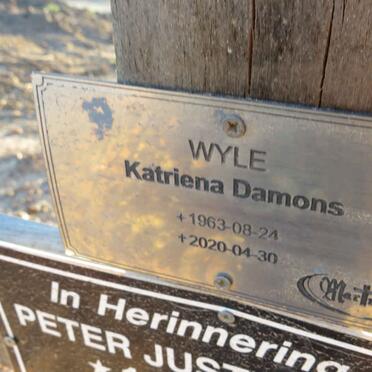 WYLE
Katriena Damons
+1963-08-24
+2020-04-30
In Herinnering
PETER JUST